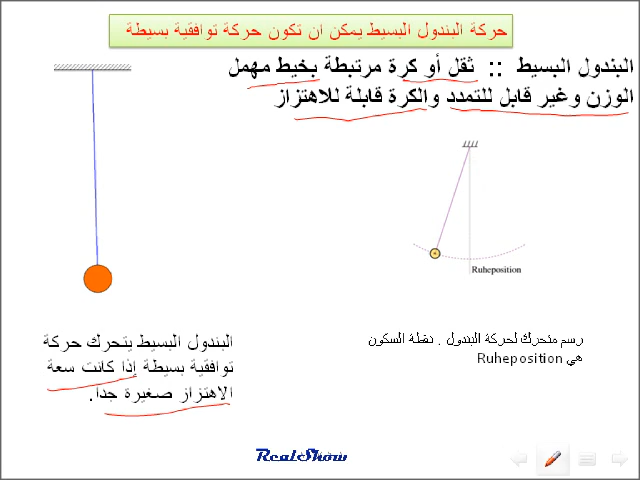 حركة البندول البسيط يمكن ان تكون حركة توافقية بسيطة
البندول البسيط :: ثقل أو كرة مرتبطة بخيط مهمل
الوزن وغير قابل للتمدد والكرة قابلة للاهتزاز
Ruheposition
رسم متحرك لحركة البندول . نقطة السكون
هي Ruheposition
البندول البسيط يتحرك حركة
توافقية بسيطة إذا كانت سعة
الاهتزاز صغيرة جدا.
RealShow